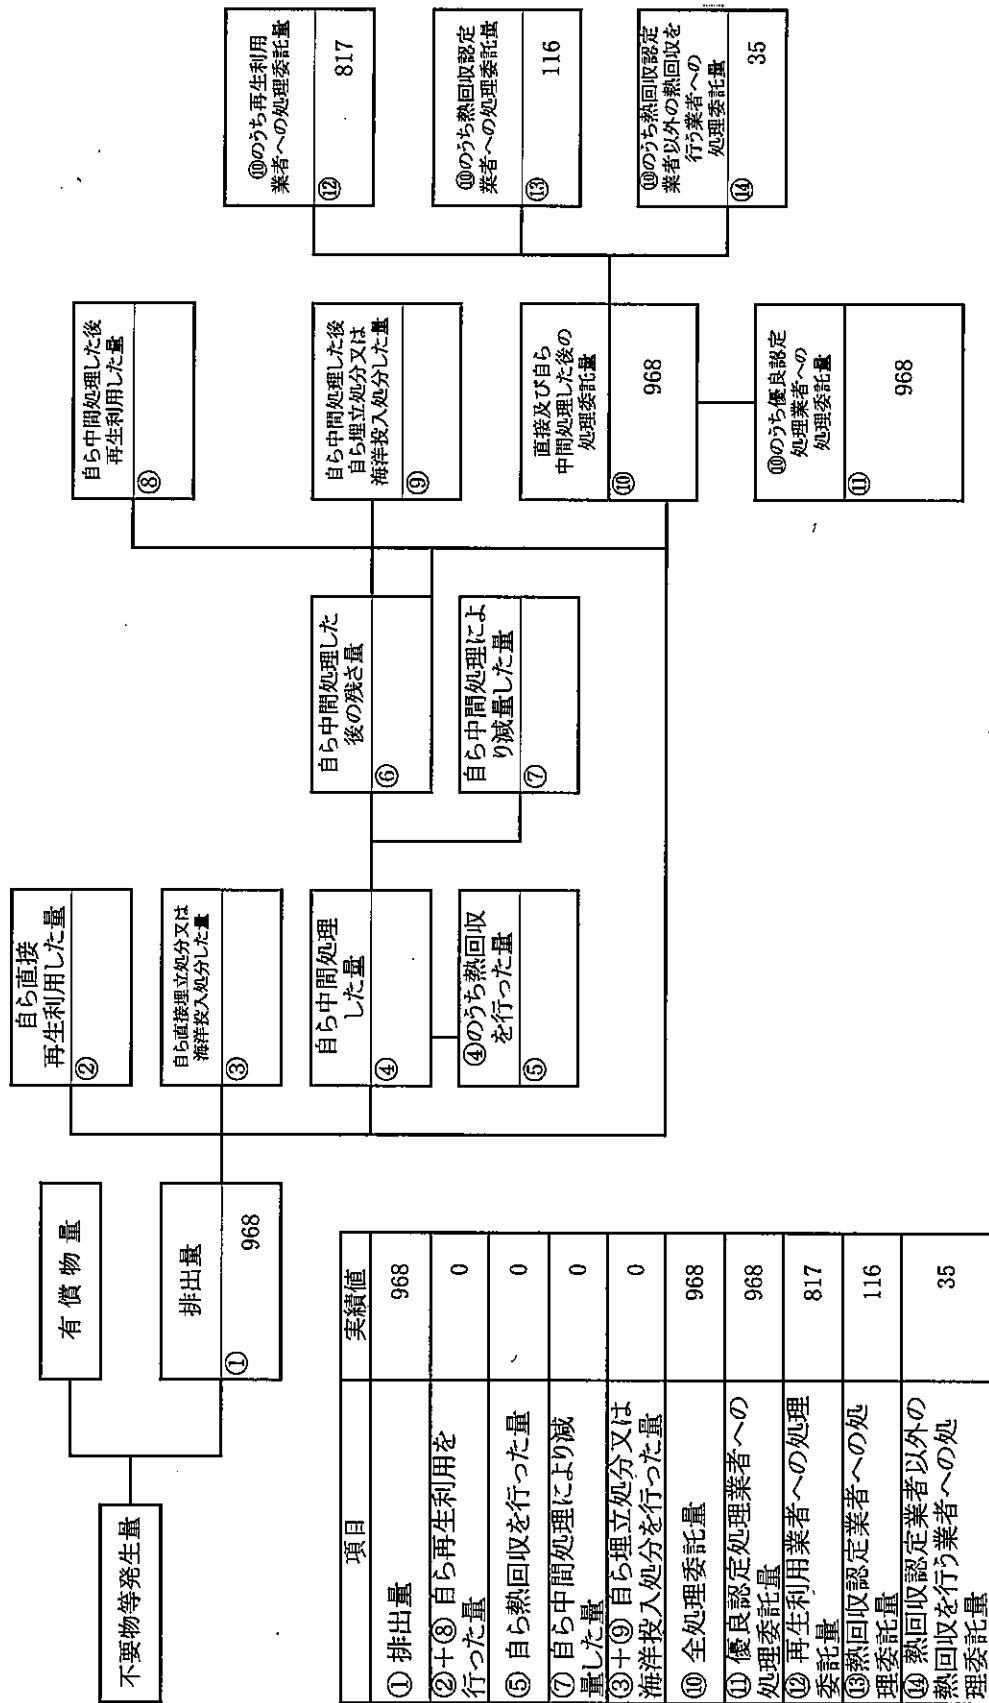 不要物等発生量
有償物量
排出量
①
968
自ら直接
再生利用した量
②
自ら直接埋立処分又は
海洋投入処分した量
③
自ら中間処理
した量
④
④のうち熱回収
を行った量
⑤
自ら中間処理した
後の残さ量
⑥
自ら中間処理によ
り減量した量
⑦
自ら中間処理した後
再生利用した量
⑧
自ら中間処理した後
自ら埋立処分又は
海洋投入処分した量
⑨
直接及び自ら
中間処理した後の
処理委託量
⑩
968
⑩のうち優良認定
処理業者への
処理委託量
⑪
968
⑩のうち再生利用
業者への処理委託量
⑫
817
⑩のうち熱回収認定
業者への処理委託量
⑬
116
⑩のうち熱回収認定
業者以外の熱回収を
行う業者への
処理委託量
⑭
35
項目 実績値
① 排出量 968
②+⑧ 自ら再生利用を
行った量 0
⑤ 自ら熱回収を行った量 0
⑦ 自ら中間処理により減
量した量 0
③+⑨ 自ら埋立処分又は
海洋投入処分を行った量 0
⑩ 全処理委託量 968
⑪ 優良認定処理業者への
処理委託量 968
⑫ 再生利用業者への処理
委託量 817
⑬熱回収認定業者への処
理委託量 116
⑭ 熱回収認定業者以外の
熱回収を行う業者への処
理委託量 35